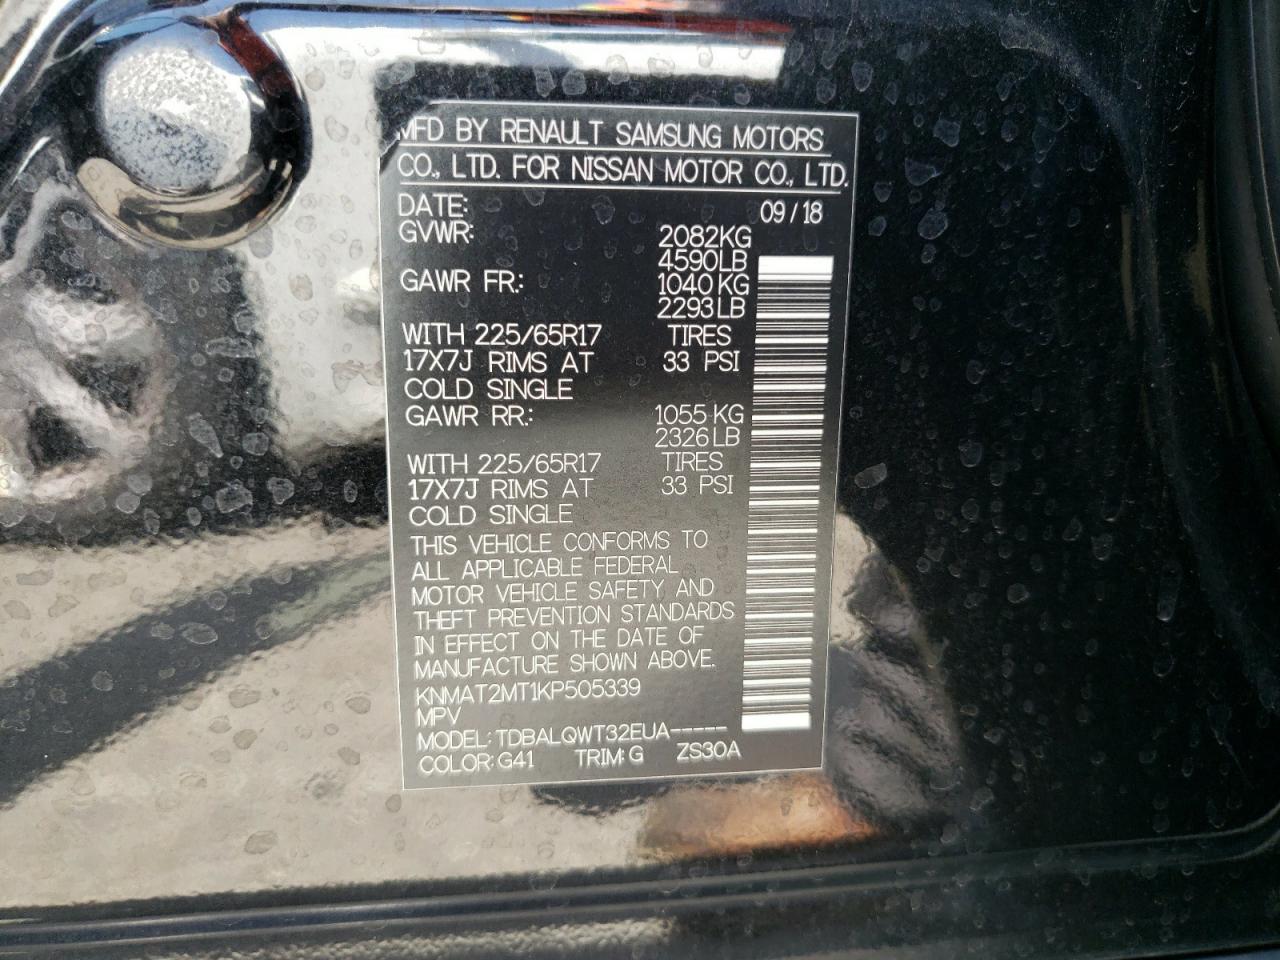 MFD BY RENAULT SAMSUNG MOTORS
CO., LTD. FOR NISSAN MOTOR CO., LTD.
DATE: 09/18
GVWR: 2082KG
4590LB
GAWR FR.: 1040KG
2293LB
WITH 225/65R17 TIRES
17X7J RIMS AT 33 PSI
COLD SINGLE
GAWR RR.: 1055KG
2326LB
WITH 225/65R17 TIRES
17X7J RIMS AT 33 PSI
COLD SINGLE
THIS VEHICLE CONFORMS TO
ALL APPLICABLE FEDERAL
MOTOR VEHICLE SAFETY AND
THEFT PREVENTION STANDARDS
IN EFFECT ON THE DATE OF
MANUFACTURE SHOWN ABOVE.
KNMAT2MT1KP505339
MPV
MODEL: TDBALQWT32EUA-----
COLOR: G41 TRIM: G ZS30A